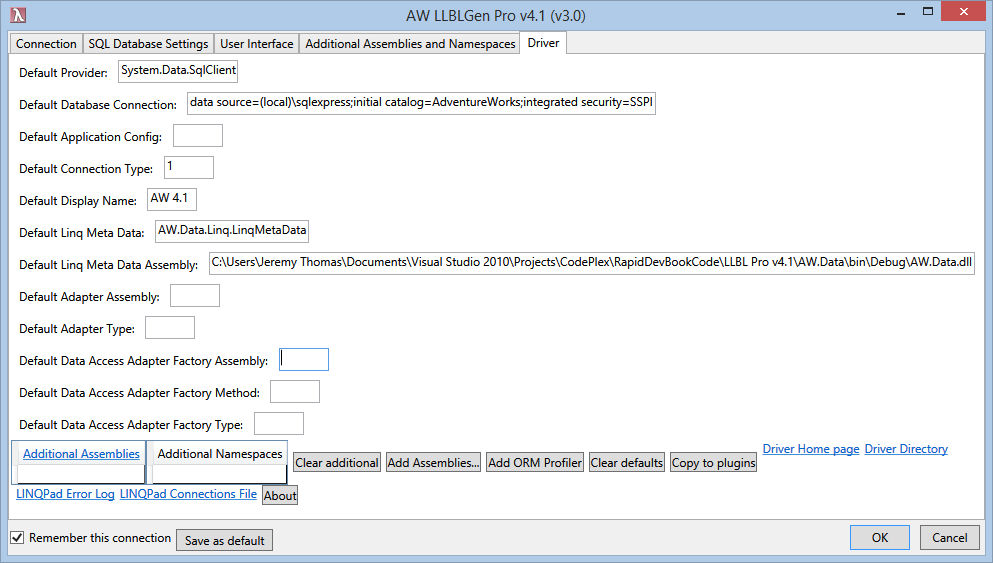 AW LLBLGen Pro v4.1 (v3.0)
Connection SQL Database Settings User Interface Additional Assemblies and Namespaces Driver
Default Provider: System.Data.SqlClient
Default Database Connection: data source=(local)\sqlexpress;initial catalog=AdventureWorks;integrated security=SSPI
Default Application Config:
Default Connection Type: 1
Default Display Name: AW 4.1
Default Linq Meta Data: AW.Data.Linq.LinqMetaData
Default Linq Meta Data Assembly: C:\Users\Jeremy Thomas\Documents\Visual Studio 2010\Projects\CodePlex\RapidDevBookCode\LLBL Pro v4.1\AW.Data\bin\Debug\AW.Data.dll
Default Adapter Assembly:
Default Adapter Type:
Default Data Access Adapter Factory Assembly:
Default Data Access Adapter Factory Method:
Default Data Access Adapter Factory Type:
Additional Assemblies Additional Namespaces Clear additional Add Assemblies... Add ORM Profiler Clear defaults Copy to plugins Driver Home page Driver Directory
LINQPad Error Log LINQPad Connections File About
Remember this connection Save as default OK Cancel